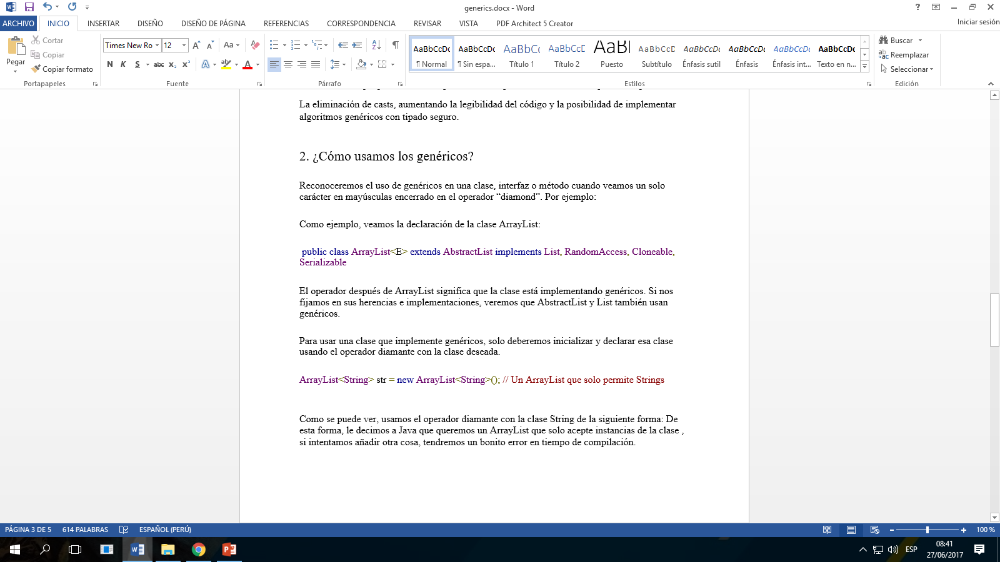 generics.docx - Word
Iniciar sesión
ARCHIVO INICIO INSERTAR DISEÑO DISEÑO DE PÁGINA REFERENCIAS CORRESPONDENCIA REVISAR VISTA PDF Architect 5 Creator
Pegar
Cortar
Copiar
Copiar formato
Portapapeles
Times New Ro 12
N K S abc x₂ x²
Fuente
Párrafo
AaBbCcDc AaBbCcDc AaBbCc AaBbCcD AaB AaBbCcD AaBbCcDc AaBbCcDc AaBbCcDc AaBbCcDc
¶ Normal ¶ Sin espa... Título 1 Título 2 Puesto Subtítulo Énfasis sutil Énfasis Énfasis int... Texto en n...
Estilos
Buscar
Reemplazar
Seleccionar
Edición
La eliminación de casts, aumentando la legibilidad del código y la posibilidad de implementar
algoritmos genéricos con tipado seguro.
2. ¿Cómo usamos los genéricos?
Reconoceremos el uso de genéricos en una clase, interfaz o método cuando veamos un solo
carácter en mayúsculas encerrado en el operador “diamond”. Por ejemplo:
Como ejemplo, veamos la declaración de la clase ArrayList:
public class ArrayList<E> extends AbstractList implements List, RandomAccess, Cloneable,
Serializable
El operador después de ArrayList significa que la clase está implementando genéricos. Si nos
fijamos en sus herencias e implementaciones, veremos que AbstractList y List también usan
genéricos.
Para usar una clase que implemente genéricos, solo deberemos inicializar y declarar esa clase
usando el operador diamante con la clase deseada.
ArrayList<String> str = new ArrayList<String>(); // Un ArrayList que solo permite Strings
Como se puede ver, usamos el operador diamante con la clase String de la siguiente forma: De
esta forma, le decimos a Java que queremos un ArrayList que solo acepte instancias de la clase ,
si intentamos añadir otra cosa, tendremos un bonito error en tiempo de compilación.
PÁGINA 3 DE 5 614 PALABRAS ESPAÑOL (PERÚ) 100 %
ESP
08:41
27/06/2017